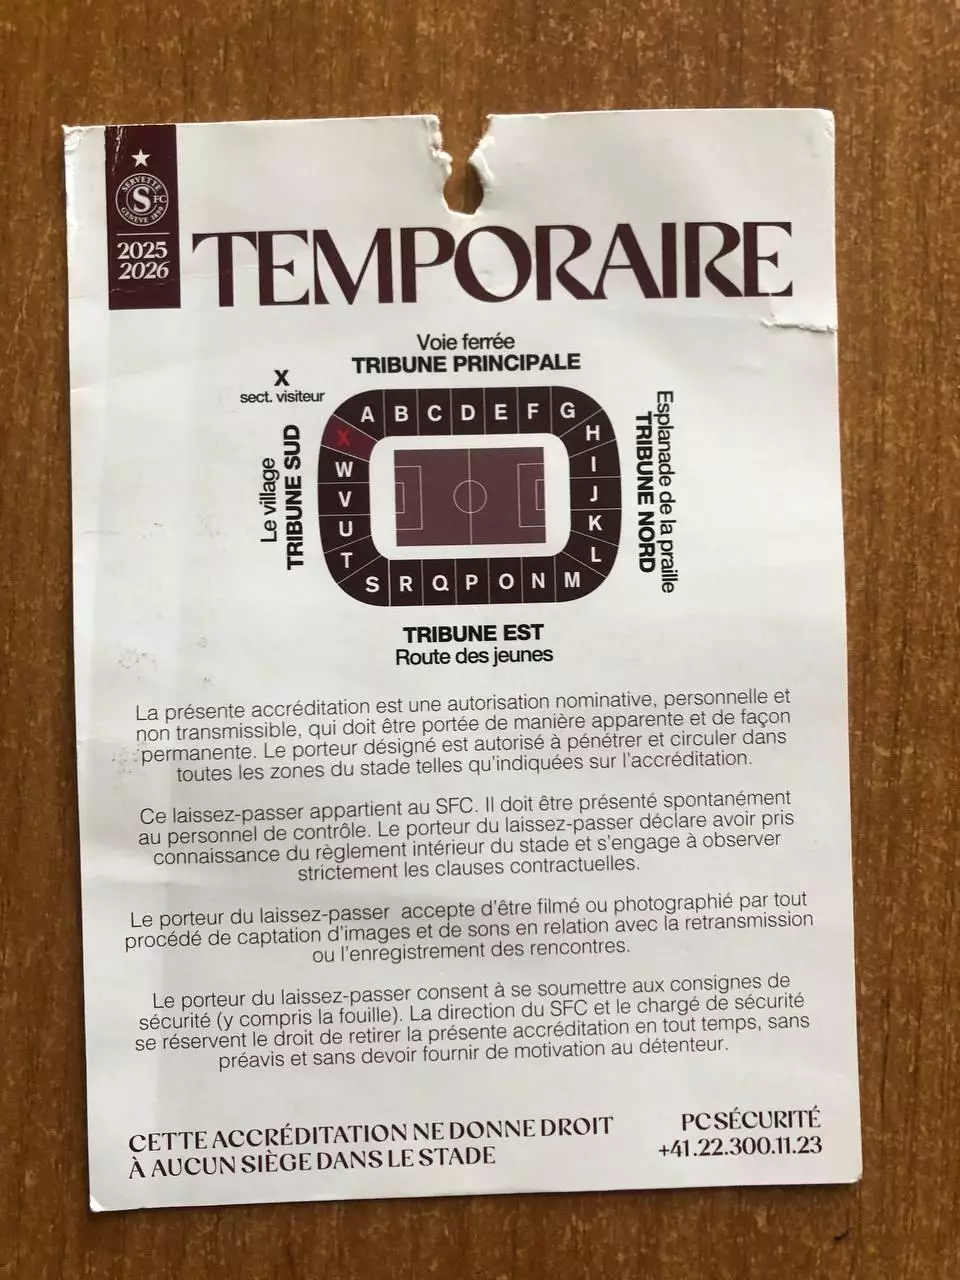 SERVETTE
S FC
GENEVE 1890
2025
2026
TEMPORAIRE
Voie ferrée
TRIBUNE PRINCIPALE
X
sect. visiteur
Le village
TRIBUNE SUD
A B C D E F G
X H
W I
V J
U K
T L
S R Q P O N M
Esplanade de la praille
TRIBUNE NORD
TRIBUNE EST
Route des jeunes
La présente accréditation est une autorisation nominative, personnelle et
non transmissible, qui doit être portée de manière apparente et de façon
permanente. Le porteur désigné est autorisé à pénétrer et circuler dans
toutes les zones du stade telles qu'indiquées sur l'accréditation.
Ce laissez-passer appartient au SFC. Il doit être présenté spontanément
au personnel de contrôle. Le porteur du laissez-passer déclare avoir pris
connaissance du règlement intérieur du stade et s'engage à observer
strictement les clauses contractuelles.
Le porteur du laissez-passer accepte d'être filmé ou photographié par tout
procédé de captation d'images et de sons en relation avec la retransmission
ou l'enregistrement des rencontres.
Le porteur du laissez-passer consent à se soumettre aux consignes de
sécurité (y compris la fouille). La direction du SFC et le chargé de sécurité
se réservent le droit de retirer la présente accréditation en tout temps, sans
préavis et sans devoir fournir de motivation au détenteur.
CETTE ACCRÉDITATION NE DONNE DROIT
À AUCUN SIÈGE DANS LE STADE
PC SÉCURITÉ
+41.22.300.11.23